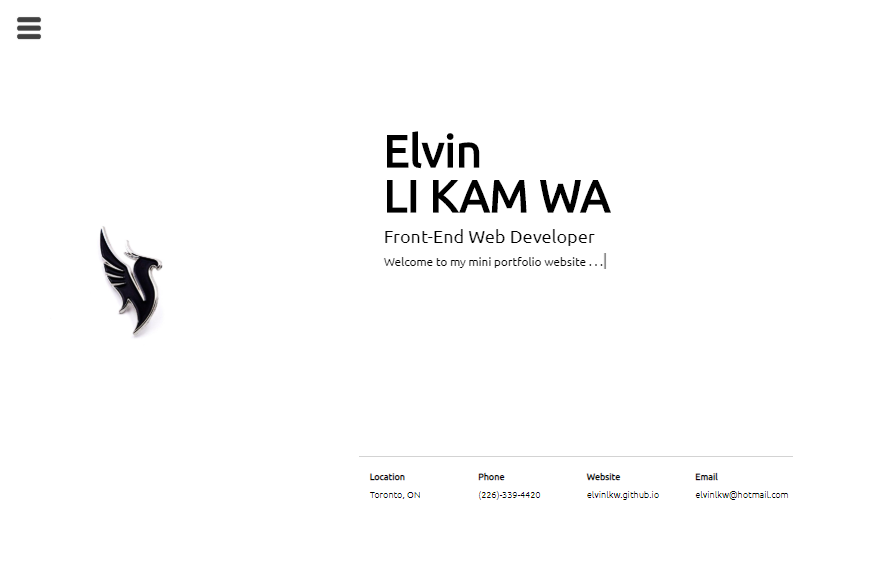 Elvin
LI KAM WA
Front-End Web Developer
Welcome to my mini portfolio website . . .
Location Phone Website Email
Toronto, ON (226)-339-4420 elvinlkw.github.io elvinlkw@hotmail.com